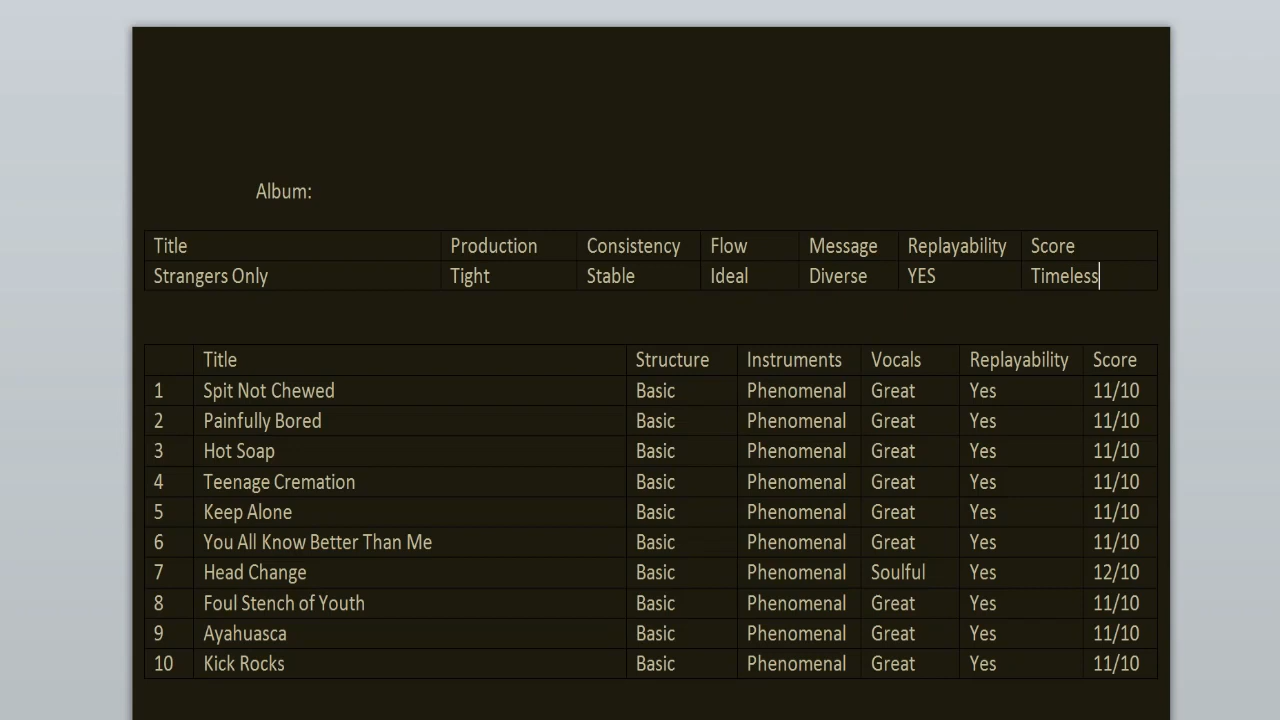 Album:
Title Production Consistency Flow Message Replayability Score
Strangers Only Tight Stable Ideal Diverse YES Timeless
Title Structure Instruments Vocals Replayability Score
1 Spit Not Chewed Basic Phenomenal Great Yes 11/10
2 Painfully Bored Basic Phenomenal Great Yes 11/10
3 Hot Soap Basic Phenomenal Great Yes 11/10
4 Teenage Cremation Basic Phenomenal Great Yes 11/10
5 Keep Alone Basic Phenomenal Great Yes 11/10
6 You All Know Better Than Me Basic Phenomenal Great Yes 11/10
7 Head Change Basic Phenomenal Soulful Yes 12/10
8 Foul Stench of Youth Basic Phenomenal Great Yes 11/10
9 Ayahuasca Basic Phenomenal Great Yes 11/10
10 Kick Rocks Basic Phenomenal Great Yes 11/10